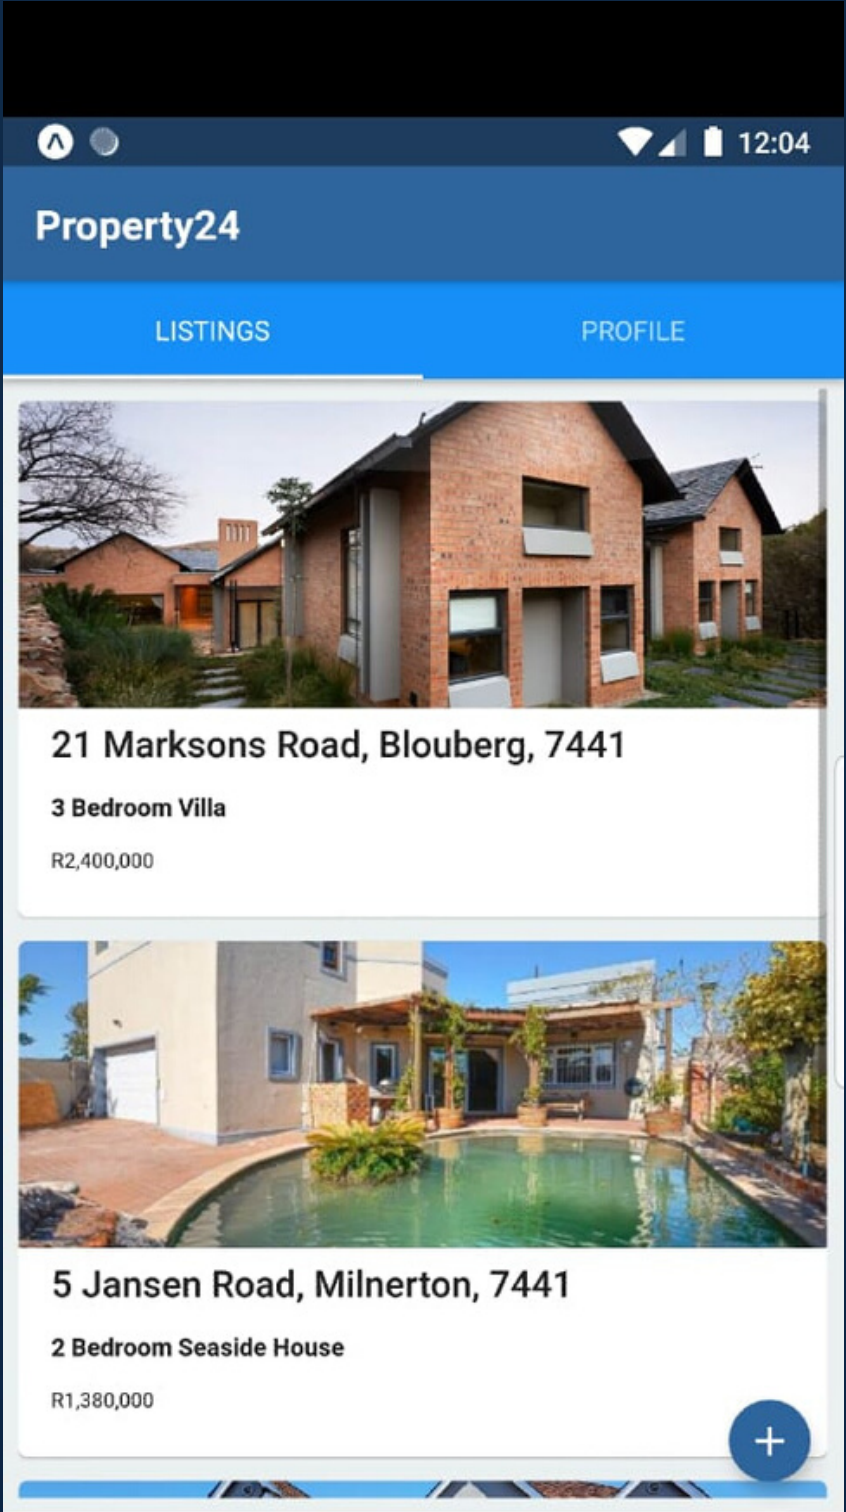 12:04
Property24
LISTINGS
PROFILE
21 Marksons Road, Blouberg, 7441
3 Bedroom Villa
R2,400,000
5 Jansen Road, Milnerton, 7441
2 Bedroom Seaside House
R1,380,000
+